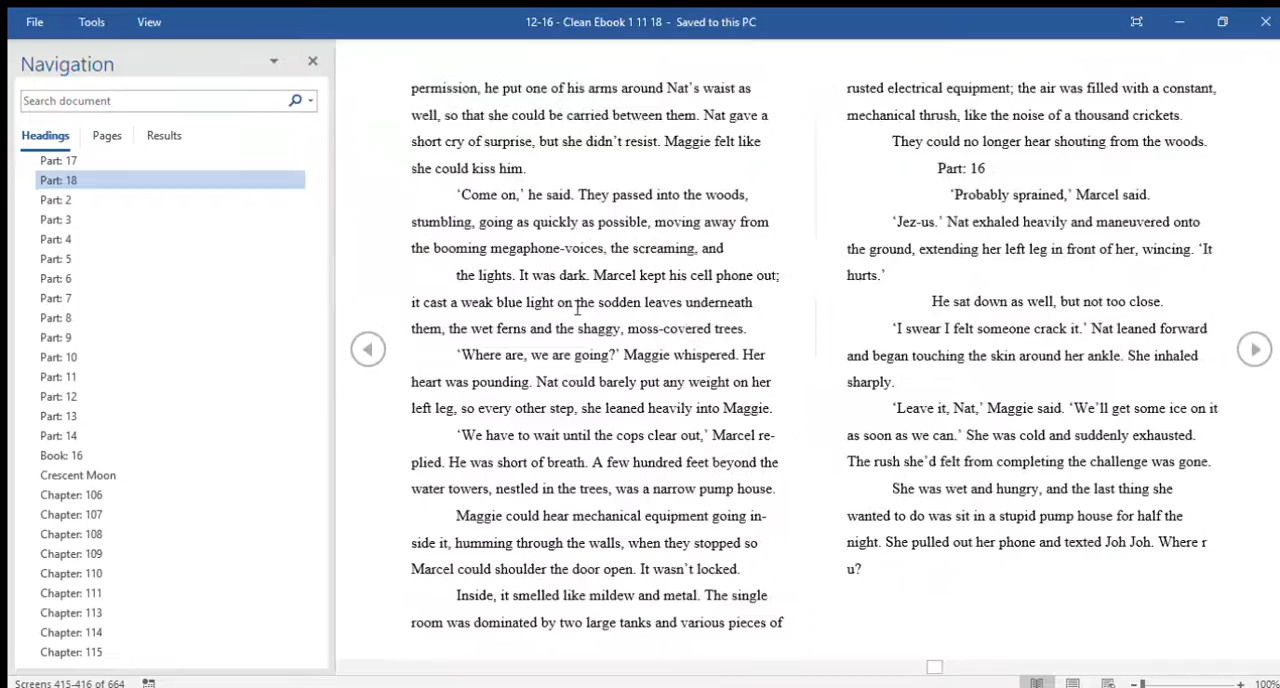 File Tools View 12-16 - Clean Ebook 1 11 18 - Saved to this PC
Navigation
Search document
Headings Pages Results
Part: 17
Part: 18
Part: 2
Part: 3
Part: 4
Part: 5
Part: 6
Part: 7
Part: 8
Part: 9
Part: 10
Part: 11
Part: 12
Part: 13
Part: 14
Book: 16
Crescent Moon
Chapter: 106
Chapter: 107
Chapter: 108
Chapter: 109
Chapter: 110
Chapter: 111
Chapter: 113
Chapter: 114
Chapter: 115
permission, he put one of his arms around Nat’s waist as
well, so that she could be carried between them. Nat gave a
short cry of surprise, but she didn’t resist. Maggie felt like
she could kiss him.
‘Come on,’ he said. They passed into the woods,
stumbling, going as quickly as possible, moving away from
the booming megaphone-voices, the screaming, and
the lights. It was dark. Marcel kept his cell phone out;
it cast a weak blue light on the sodden leaves underneath
them, the wet ferns and the shaggy, moss-covered trees.
‘Where are, we are going?’ Maggie whispered. Her
heart was pounding. Nat could barely put any weight on her
left leg, so every other step, she leaned heavily into Maggie.
‘We have to wait until the cops clear out,’ Marcel re-
plied. He was short of breath. A few hundred feet beyond the
water towers, nestled in the trees, was a narrow pump house.
Maggie could hear mechanical equipment going in-
side it, humming through the walls, when they stopped so
Marcel could shoulder the door open. It wasn’t locked.
Inside, it smelled like mildew and metal. The single
room was dominated by two large tanks and various pieces of
rusted electrical equipment; the air was filled with a constant,
mechanical thrush, like the noise of a thousand crickets.
They could no longer hear shouting from the woods.
Part: 16
‘Probably sprained,’ Marcel said.
‘Jez-us.’ Nat exhaled heavily and maneuvered onto
the ground, extending her left leg in front of her, wincing. ‘It
hurts.’
He sat down as well, but not too close.
‘I swear I felt someone crack it.’ Nat leaned forward
and began touching the skin around her ankle. She inhaled
sharply.
‘Leave it, Nat,’ Maggie said. ‘We’ll get some ice on it
as soon as we can.’ She was cold and suddenly exhausted.
The rush she’d felt from completing the challenge was gone.
She was wet and hungry, and the last thing she
wanted to do was sit in a stupid pump house for half the
night. She pulled out her phone and texted Joh Joh. Where r
u?
Screens 415-416 of 664 100%